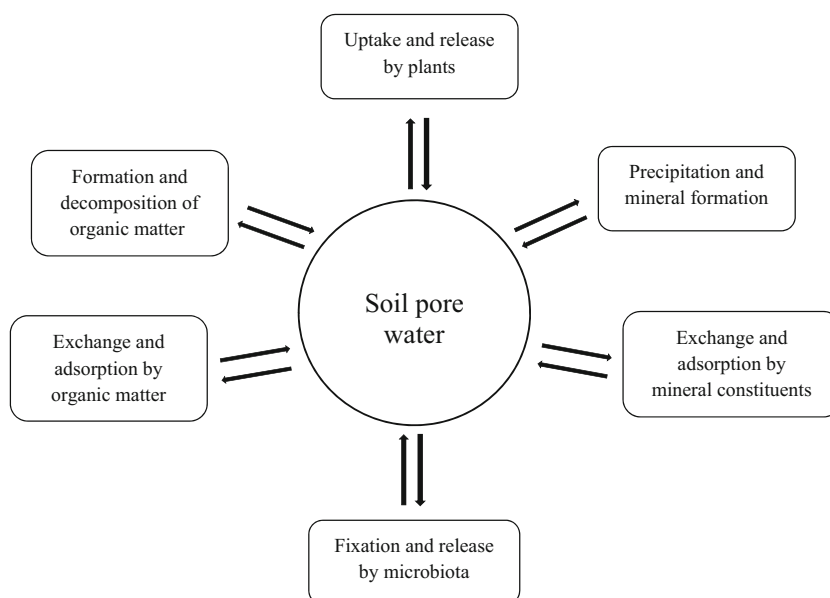 Uptake and release
by plants
Formation and
decomposition of
organic matter
Precipitation and
mineral formation
Soil pore
water
Exchange and
adsorption by
organic matter
Exchange and
adsorption by
mineral constituents
Fixation and release
by microbiota